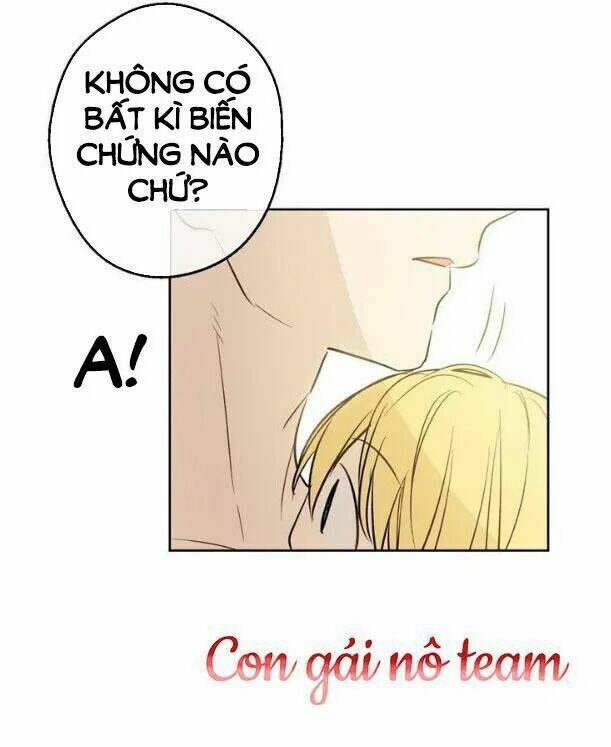 KHÔNG CÓ
BẤT KÌ BIẾN
CHỨNG NÀO
CHỨ?
A!
Con gái nô team